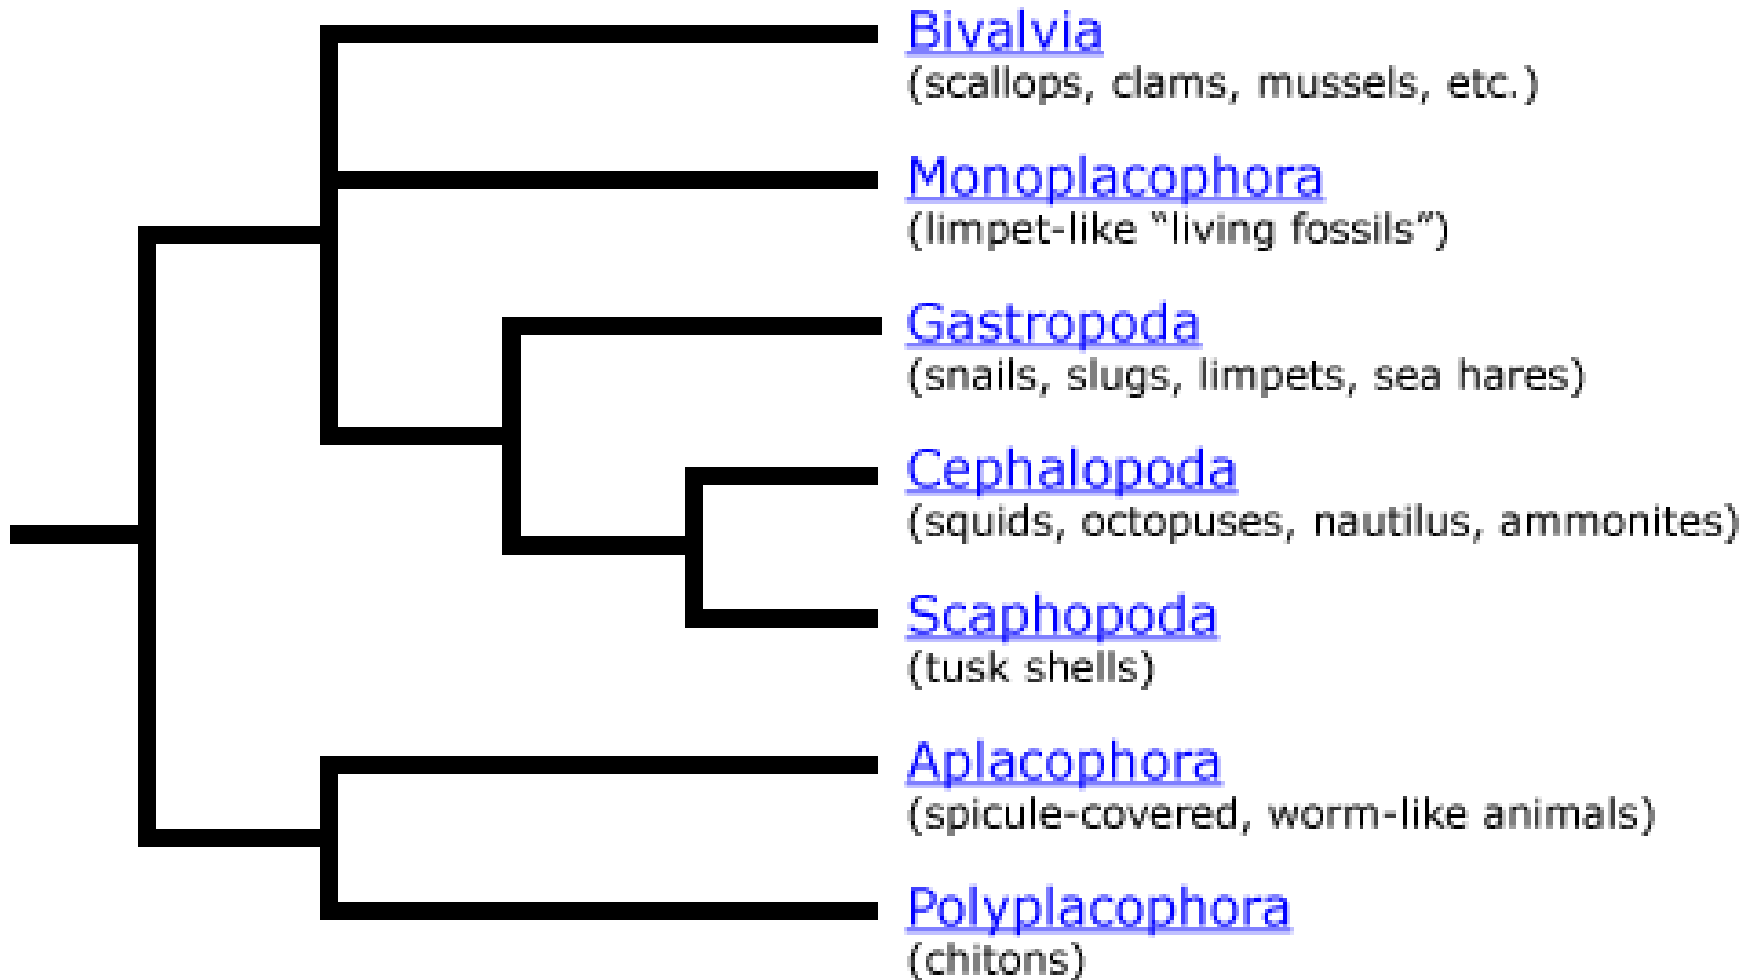 Bivalvia
(scallops, clams, mussels, etc.)
Monoplacophora
(limpet-like “living fossils”)
Gastropoda
(snails, slugs, limpets, sea hares)
Cephalopoda
(squids, octopuses, nautilus, ammonites)
Scaphopoda
(tusk shells)
Aplacophora
(spicule-covered, worm-like animals)
Polyplacophora
(chitons)